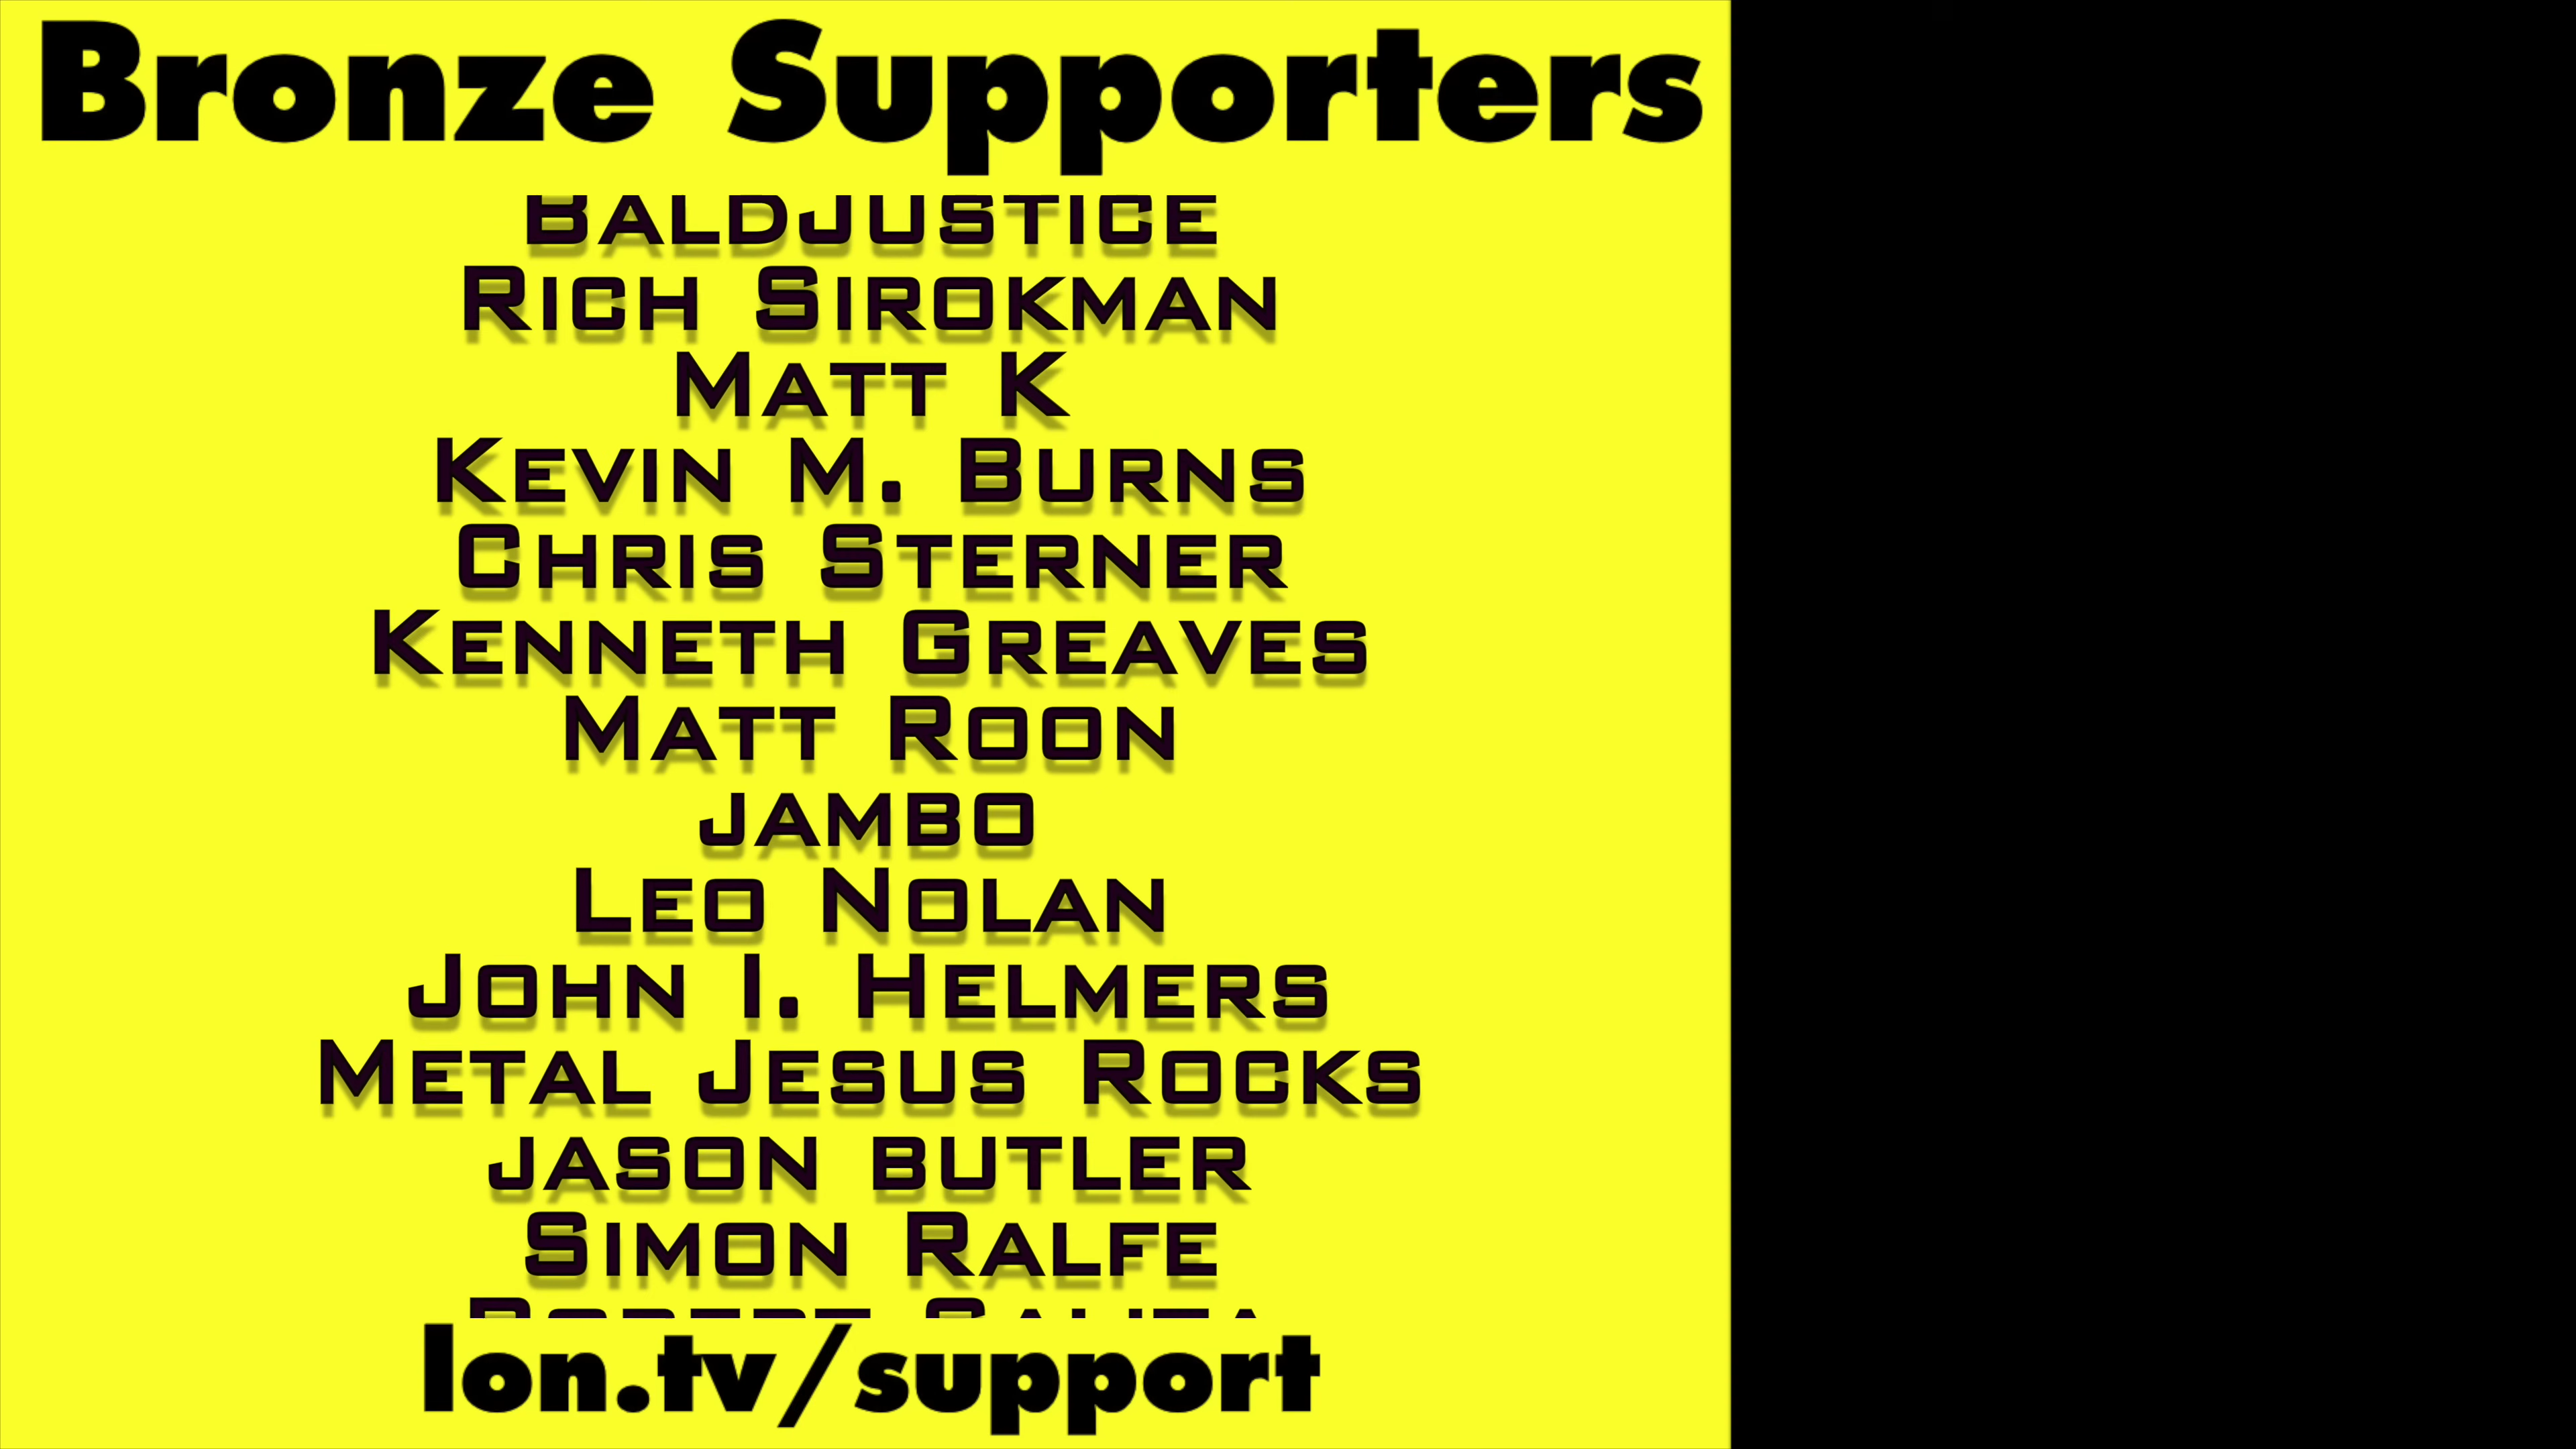 Bronze Supporters
BALDJUSTICE
RICH SIROKMAN
MATT K
KEVIN M. BURNS
CHRIS STERNER
KENNETH GREAVES
MATT ROON
JAMBO
LEO NOLAN
JOHN I. HELMERS
METAL JESUS ROCKS
JASON BUTLER
SIMON RALFE
lon.tv/support